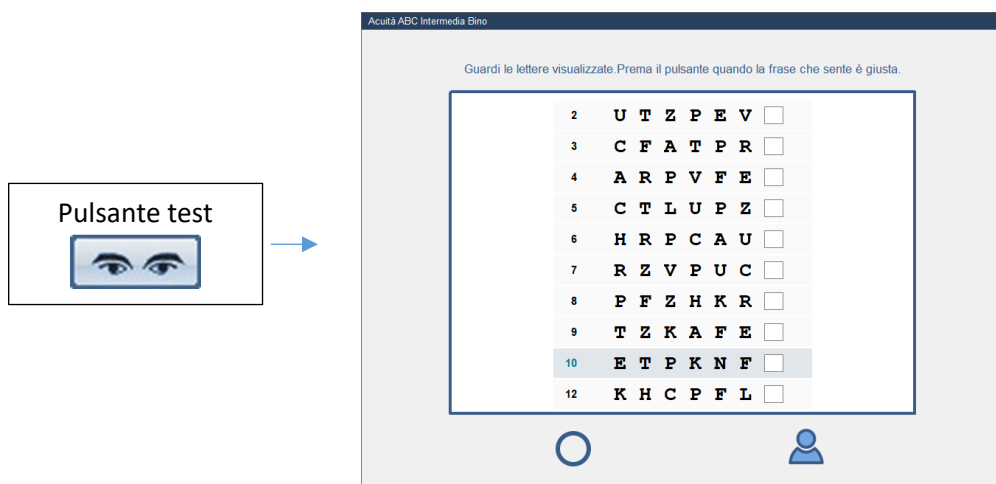 Pulsante test
Acuità ABC Intermedia Bino
Guardi le lettere visualizzate.Prema il pulsante quando la frase che sente è giusta.
2 U T Z P E V
3 C F A T P R
4 A R P V F E
5 C T L U P Z
6 H R P C A U
7 R Z V P U C
8 P F Z H K R
9 T Z K A F E
10 E T P K N F
12 K H C P F L